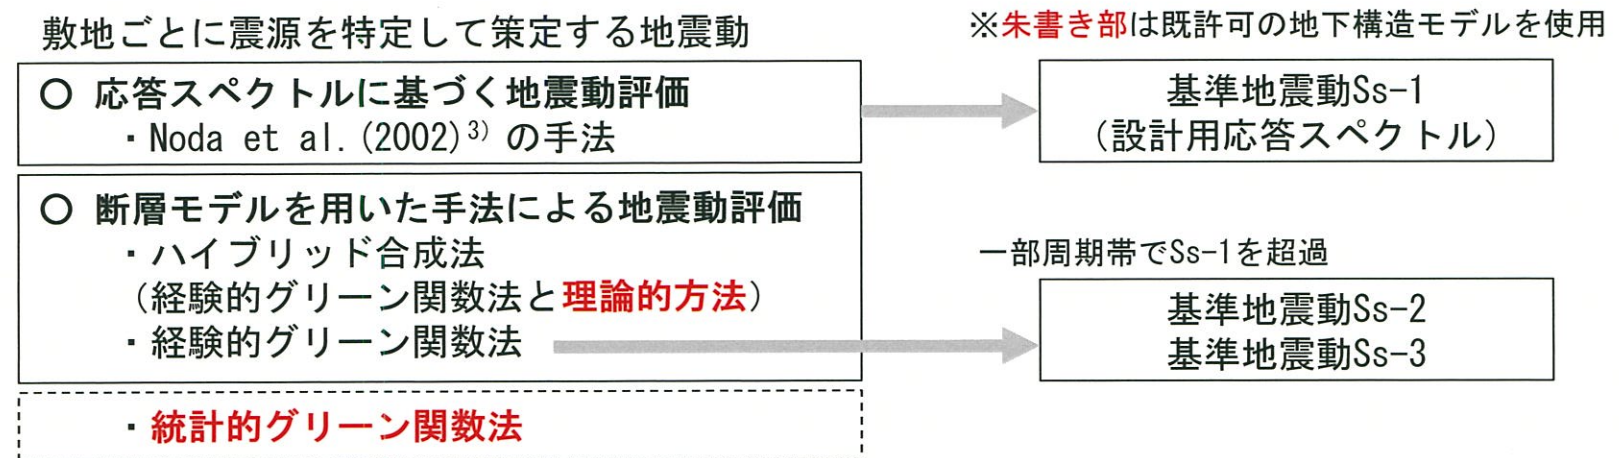 敷地ごとに震源を特定して策定する地震動
※朱書き部は既許可の地下構造モデルを使用
○ 応答スペクトルに基づく地震動評価
・Noda et al.(2002)3) の手法
基準地震動Ss-1
(設計用応答スペクトル)
○ 断層モデルを用いた手法による地震動評価
・ハイブリッド合成法
(経験的グリーン関数法と理論的方法)
・経験的グリーン関数法
一部周期帯でSs-1を超過
基準地震動Ss-2
基準地震動Ss-3
・統計的グリーン関数法